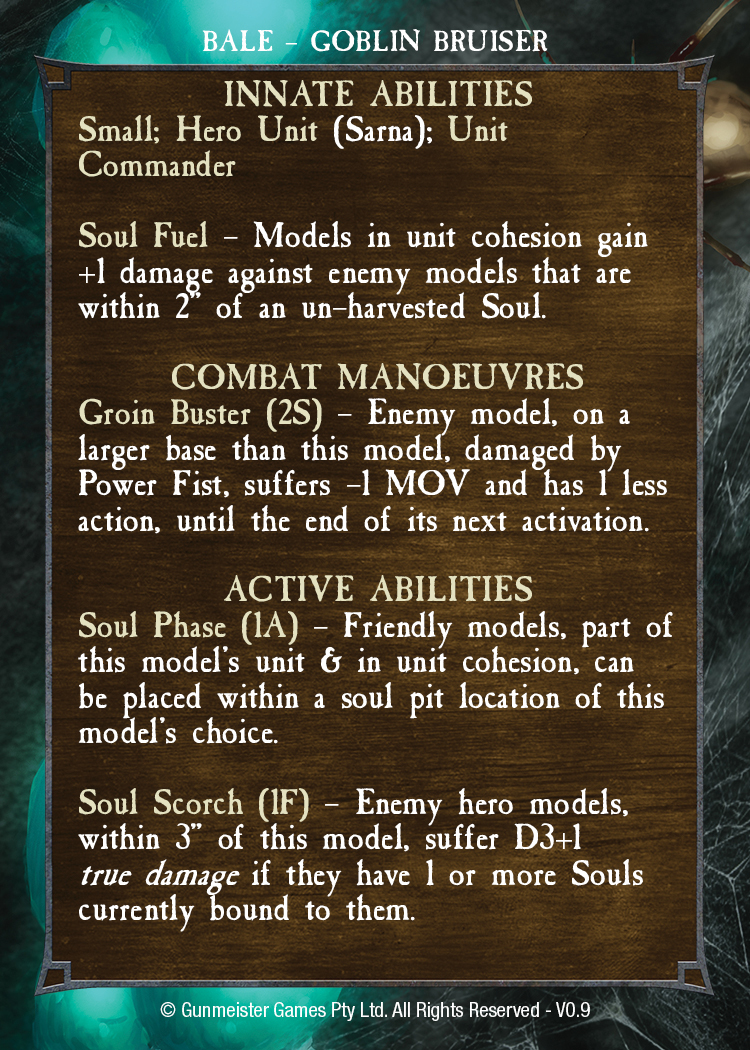 BALE – GOBLIN BRUISER
INNATE ABILITIES
Small; Hero Unit (Sarna); Unit
Commander
Soul Fuel – Models in unit cohesion gain
+1 damage against enemy models that are
within 2" of an un-harvested Soul.
COMBAT MANOEUVRES
Groin Buster (2S) – Enemy model, on a
larger base than this model, damaged by
Power Fist, suffers -1 MOV and has 1 less
action, until the end of its next activation.
ACTIVE ABILITIES
Soul Phase (1A) – Friendly models, part of
this model's unit & in unit cohesion, can
be placed within a soul pit location of this
model's choice.
Soul Scorch (1F) – Enemy hero models,
within 3" of this model, suffer D3+1
true damage if they have 1 or more Souls
currently bound to them.
© Gunmeister Games Pty Ltd. All Rights Reserved - V0.9